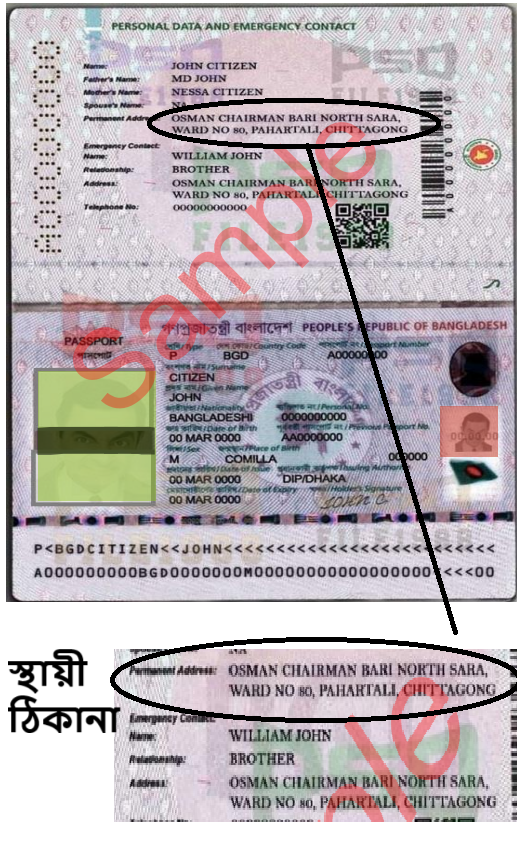 PERSONAL DATA AND EMERGENCY CONTACT
Name: JOHN CITIZEN
Father's Name: MD JOHN
Mother's Name: NESSA CITIZEN
Spouse's Name: NA
Permanent Address: OSMAN CHAIRMAN BARI NORTH SARA,
WARD NO 80, PAHARTALI, CHITTAGONG
Emergency Contact:
Name: WILLIAM JOHN
Relationship: BROTHER
Address: OSMAN CHAIRMAN BARI NORTH SARA,
WARD NO 80, PAHARTALI, CHITTAGONG
Telephone No: 00000000000
Sample
গণপ্রজাতন্ত্রী বাংলাদেশ PEOPLE'S REPUBLIC OF BANGLADESH
PASSPORT
পাসপোর্ট
Type Country Code Passport Number
P BGD A00000000
Surname
CITIZEN
Given Name
JOHN
Nationality Personal No.
BANGLADESHI 0000000000
Date of Birth Previous Passport No.
00 MAR 0000 AA0000000
Sex Place of Birth
M COMILLA 000000
Date of Issue Issuing Authority
00 MAR 0000 DIP/DHAKA
Date of Expiry Holder's Signature
00 MAR 0000
স্থায়ী
ঠিকানা
NA
Permanent Address: OSMAN CHAIRMAN BARI NORTH SARA,
WARD NO 80, PAHARTALI, CHITTAGONG
Emergency Contact:
Name: WILLIAM JOHN
Relationship: BROTHER
Address: OSMAN CHAIRMAN BARI NORTH SARA,
WARD NO 80, PAHARTALI, CHITTAGONG